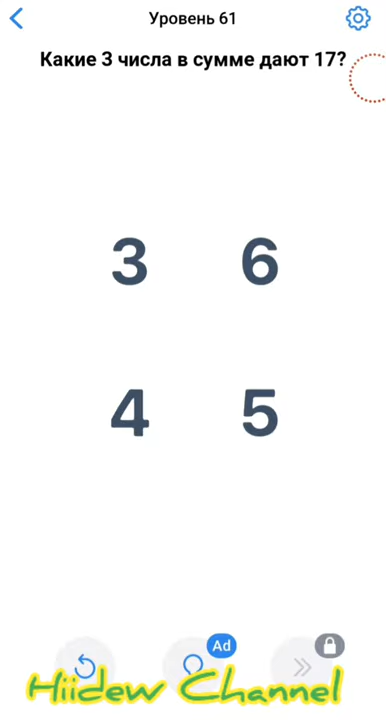 Уровень 61
Какие 3 числа в сумме дают 17?
3 6
4 5
Ad
Hiidew Channel